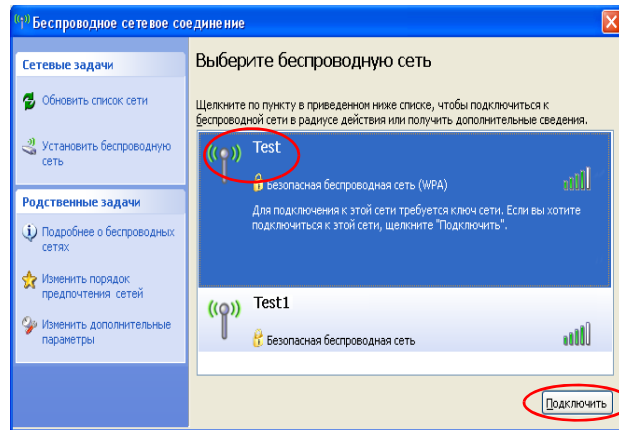 Беспроводное сетевое соединение
Сетевые задачи
Обновить список сети
Установить беспроводную
сеть
Родственные задачи
Подробнее о беспроводных
сетях
Изменить порядок
предпочтения сетей
Изменить дополнительные
параметры
Выберите беспроводную сеть
Щелкните по пункту в приведенном ниже списке, чтобы подключиться к
беспроводной сети в радиусе действия или получить дополнительные сведения.
Test
Безопасная беспроводная сеть (WPA)
Для подключения к этой сети требуется ключ сети. Если вы хотите
подключиться к этой сети, щелкните "Подключить".
Test1
Безопасная беспроводная сеть
Подключить